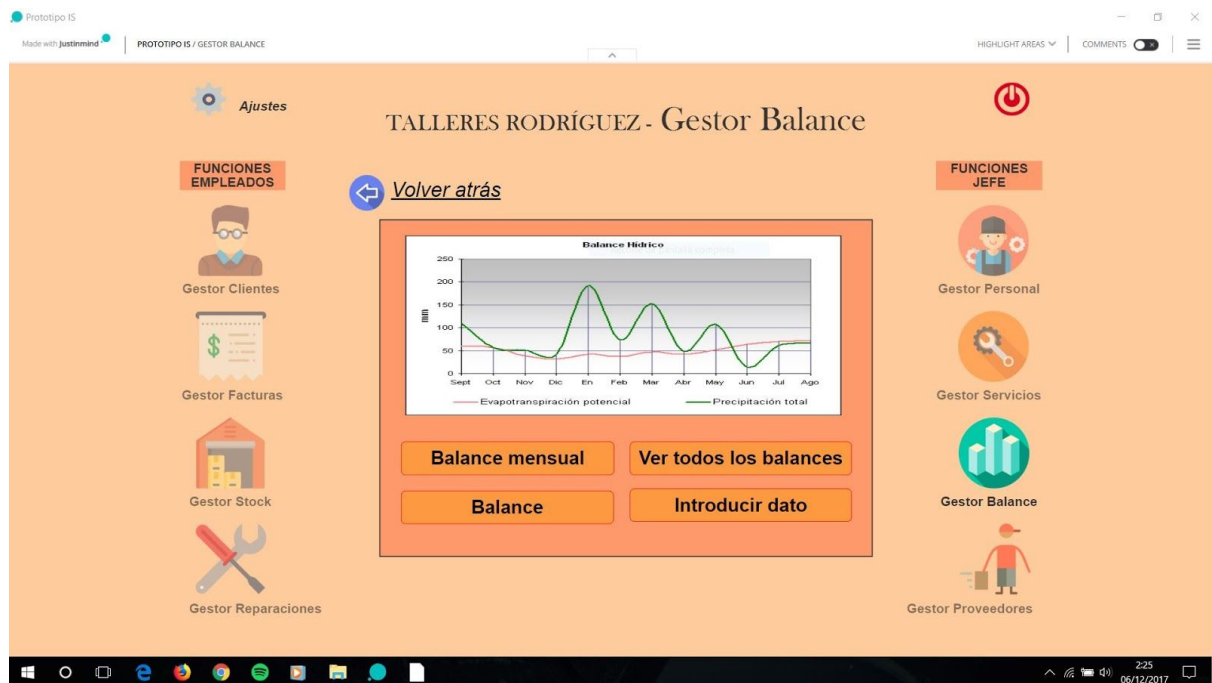 Prototipo IS
Made with Justinmind
PROTOTIPO IS / GESTOR BALANCE
HIGHLIGHT AREAS
COMMENTS
Ajustes
TALLERES RODRÍGUEZ - Gestor Balance
FUNCIONES
EMPLEADOS
Gestor Clientes
Gestor Facturas
Gestor Stock
Gestor Reparaciones
Volver atrás
Balance Hídrico
mm
250
200
150
100
50
0
Sept Oct Nov Dic En Feb Mar Abr May Jun Jul Ago
Evapotranspiración potencial Precipitación total
Balance mensual
Ver todos los balances
Balance
Introducir dato
FUNCIONES
JEFE
Gestor Personal
Gestor Servicios
Gestor Balance
Gestor Proveedores
2:25
06/12/2017